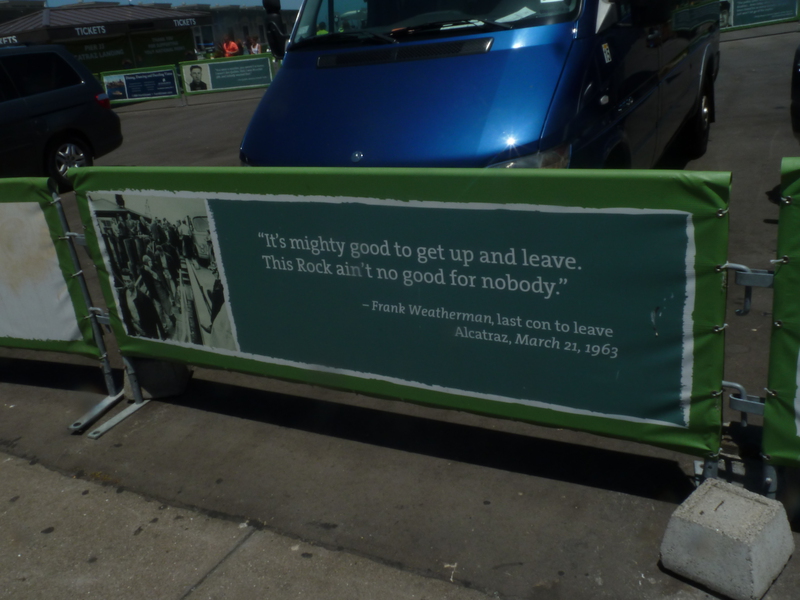 TICKETS
TICKETS
"It's mighty good to get up and leave.
This Rock ain't no good for nobody."
– Frank Weatherman, last con to leave
Alcatraz, March 21, 1963